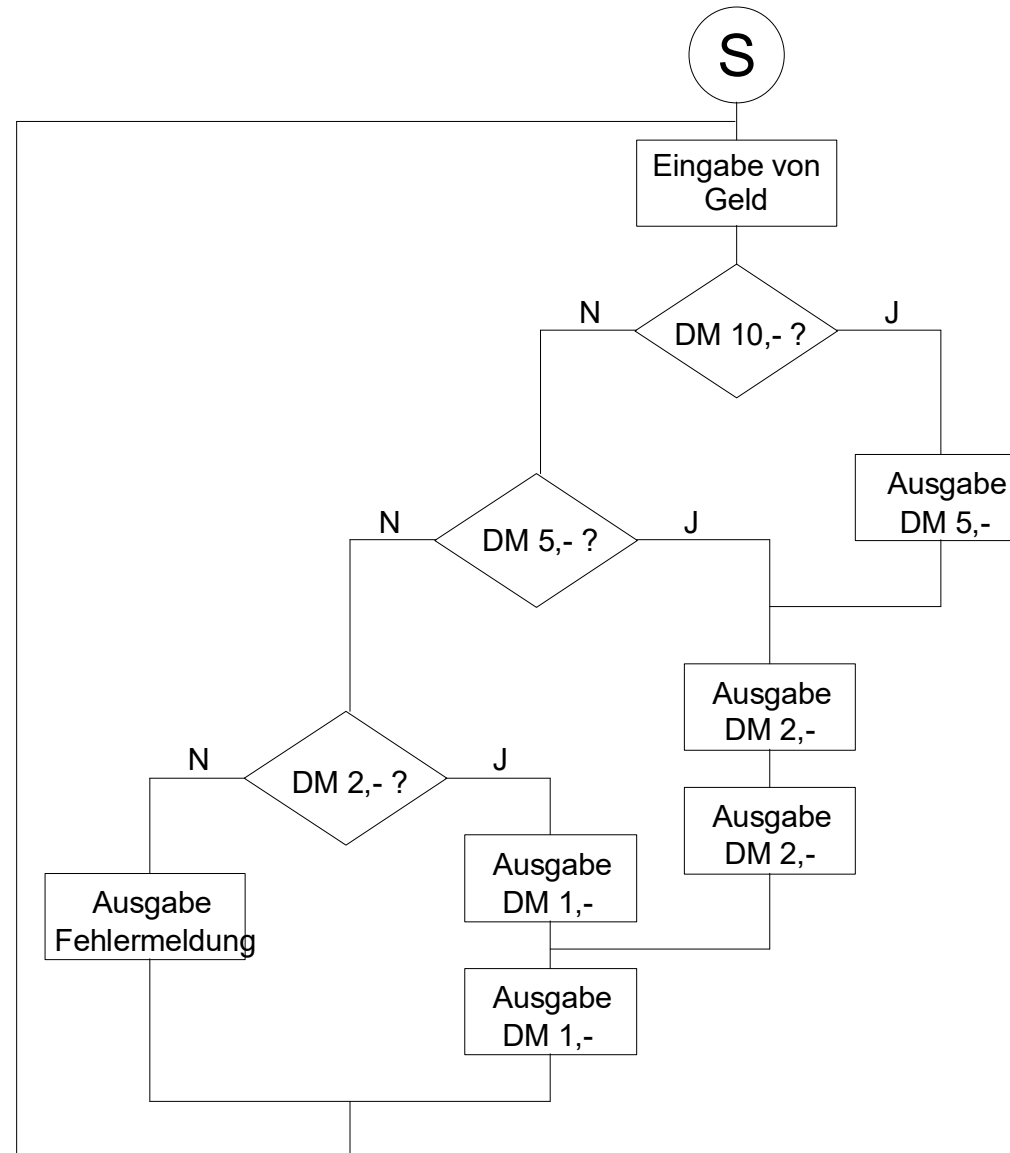 S
Eingabe von
Geld
N
DM 10,- ?
J
Ausgabe
DM 5,-
N
DM 5,- ?
J
Ausgabe
DM 2,-
N
DM 2,- ?
J
Ausgabe
DM 2,-
Ausgabe
DM 1,-
Ausgabe
Fehlermeldung
Ausgabe
DM 1,-